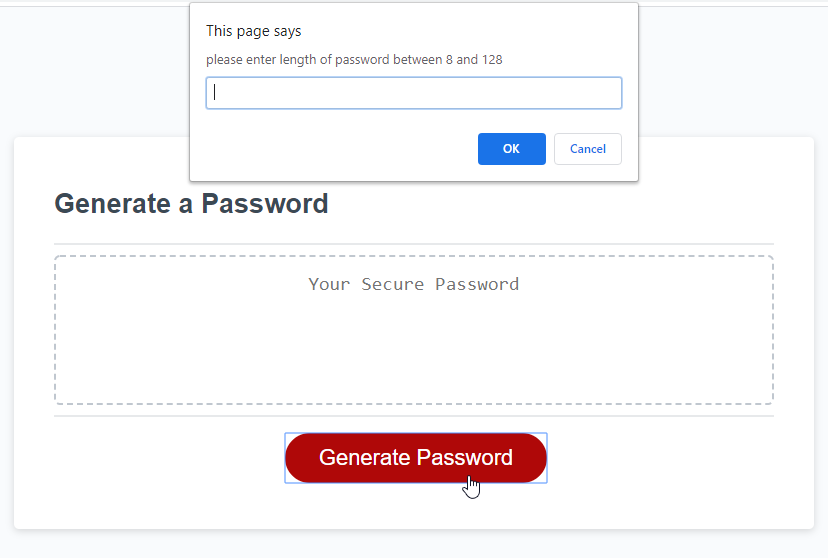 This page says
please enter length of password between 8 and 128
OK
Cancel
Generate a Password
Your Secure Password
Generate Password